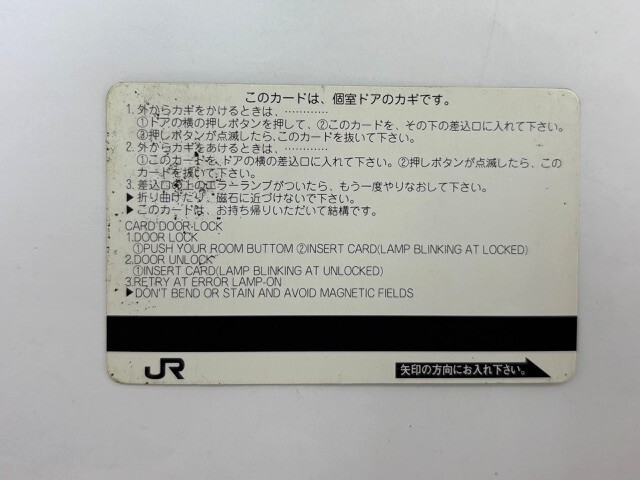 このカードは、個室ドアのカギです。
1. 外からカギをかけるときは、…………
①ドアの横の押しボタンを押して、②このカードを、その下の差込口に入れて下さい。
③押しボタンが点滅したら、このカードを抜いて下さい。
2. 外からカギをあけるときは、…………
①このカードを、ドアの横の差込口に入れて下さい。②押しボタンが点滅したら、この
カードを抜いて下さい。
3. 差込口の上のエラーランプがついたら、もう一度やりなおして下さい。
▶折り曲げたり、磁石に近づけないで下さい。
▶このカードは、お持ち帰りいただいて結構です。
CARD DOOR-LOCK
1.DOOR LOCK
①PUSH YOUR ROOM BUTTOM ②INSERT CARD(LAMP BLINKING AT LOCKED)
2.DOOR UNLOCK
①INSERT CARD(LAMP BLINKING AT UNLOCKED)
3.RETRY AT ERROR LAMP-ON
▶DON'T BEND OR STAIN AND AVOID MAGNETIC FIELDS
JR
矢印の方向にお入れ下さい。